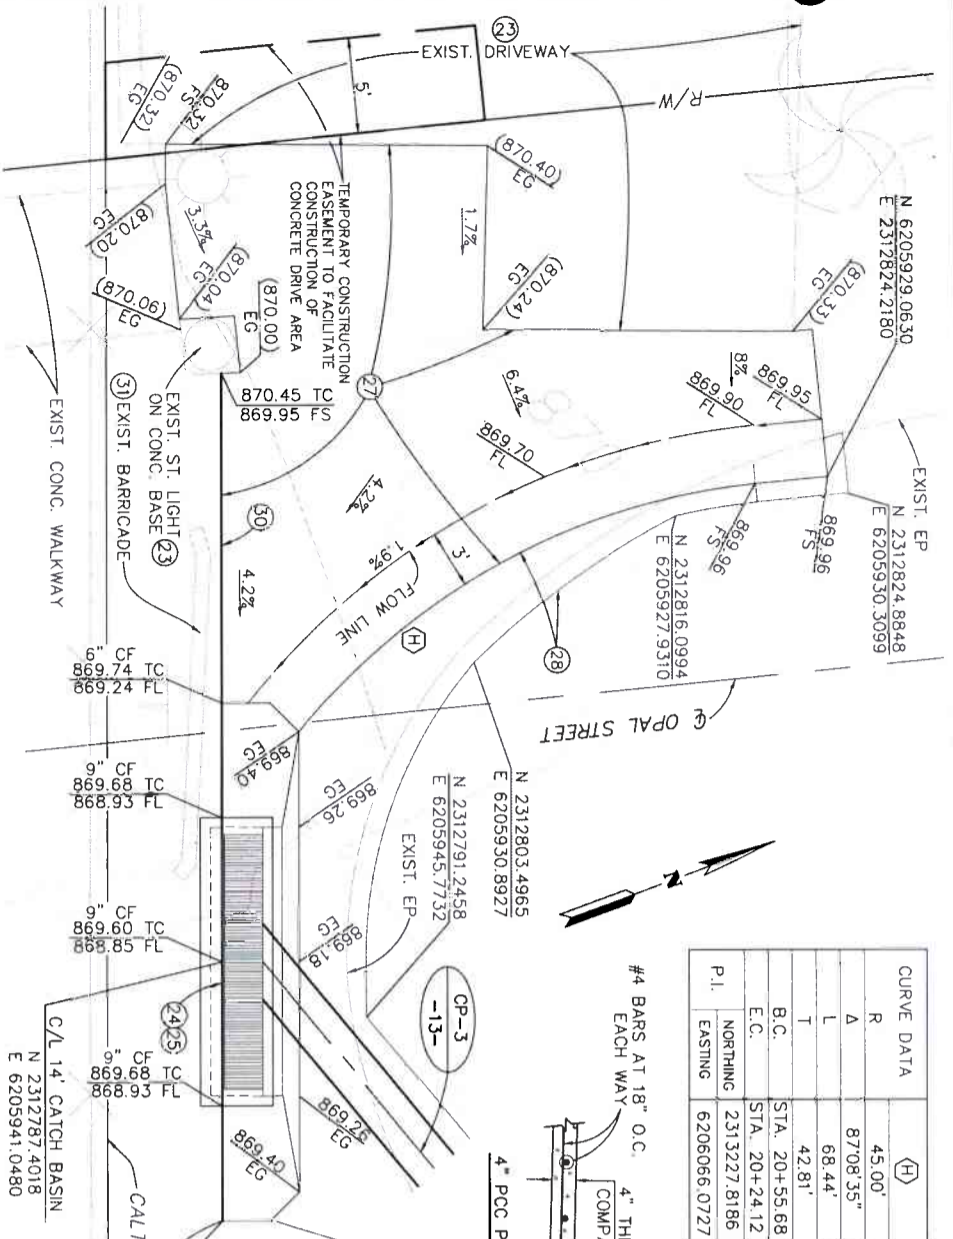 23
EXIST. DRIVEWAY
R/W
5'
(870.32)
EG
870.32
FS
(870.40)
EG
(870.20)
EG
3.3%
(870.04)
EG
(870.06)
EG
(870.00)
EG
TEMPORARY CONSTRUCTION
EASEMENT TO FACILITATE
CONSTRUCTION OF
CONCRETE DRIVE AREA
1.7%
(870.24)
EG
(870.33)
EG
N 6205929.0630
E 2312824.2180
870.45 TC
869.95 FS
27
6.4%
8%
869.95
FL
869.90
FL
869.70
FL
EXIST. EP
N 2312824.8848
E 6205930.3099
869.96
FS
869.96
FS
N 2312816.0994
E 6205927.9310
EXIST. CONC. WALKWAY
31 EXIST. BARRICADE
EXIST. ST. LIGHT
ON CONC. BASE 23
30
4.2%
4.2%
1.9%
3'
FLOW LINE
H
28
℄ OPAL STREET
6" CF
869.74 TC
869.24 FL
869.40
EG
869.26
EG
9" CF
869.68 TC
868.93 FL
N 2312803.4965
E 6205930.8927
N 2312791.2458
E 6205945.7732
EXIST. EP
N
869.18
EG
9" CF
869.60 TC
868.85 FL
24 25
CP-3
-13-
9" CF
869.68 TC
868.93 FL
869.26
EG
869.40
EG
C/L 14' CATCH BASIN
N 2312787.4018
E 6205941.0480
CAL T
#4 BARS AT 18" O.C.
EACH WAY
4" THI
COMP
4" PCC P
CURVE DATA H
R 45.00'
Δ 87°08'35"
L 68.44'
T 42.81'
B.C. STA. 20+55.68
E.C. STA. 20+24.12
P.I. NORTHING 2313227.8186
EASTING 6206066.0727